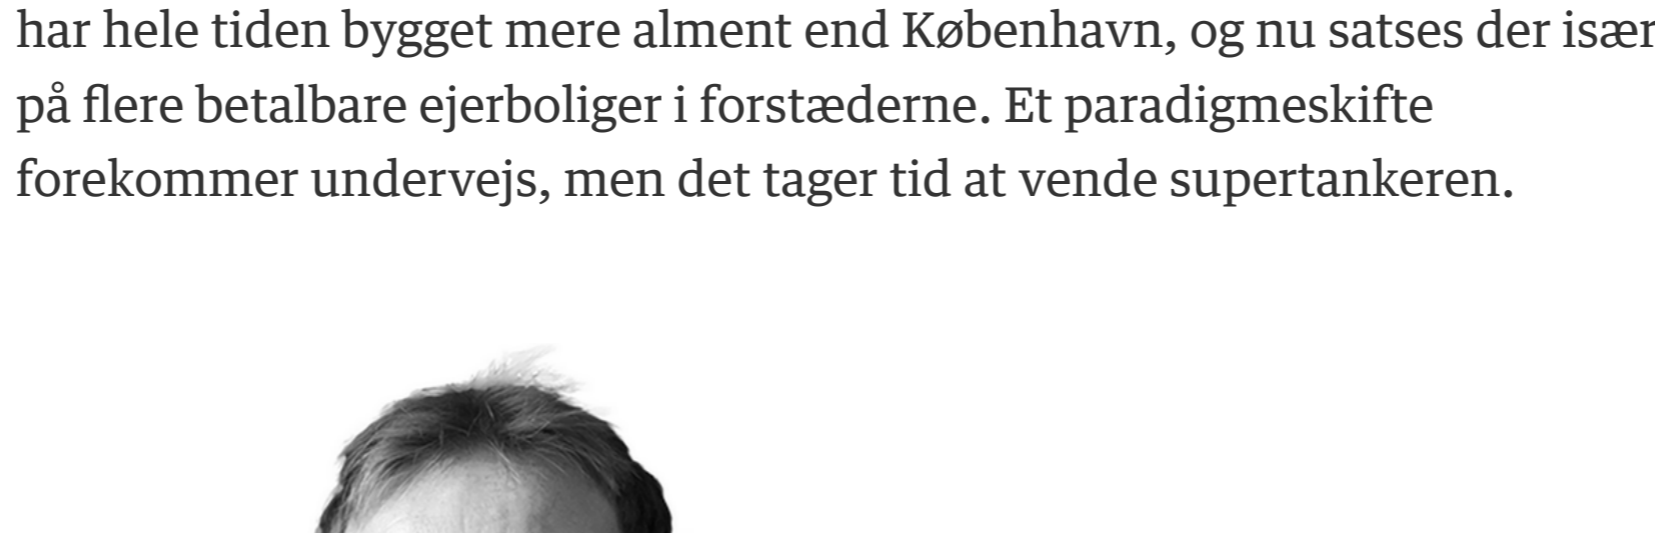 har hele tiden bygget mere alment end København, og nu satses der især
på flere betalbare ejerboliger i forstæderne. Et paradigmeskifte
forekommer undervejs, men det tager tid at vende supertankeren.